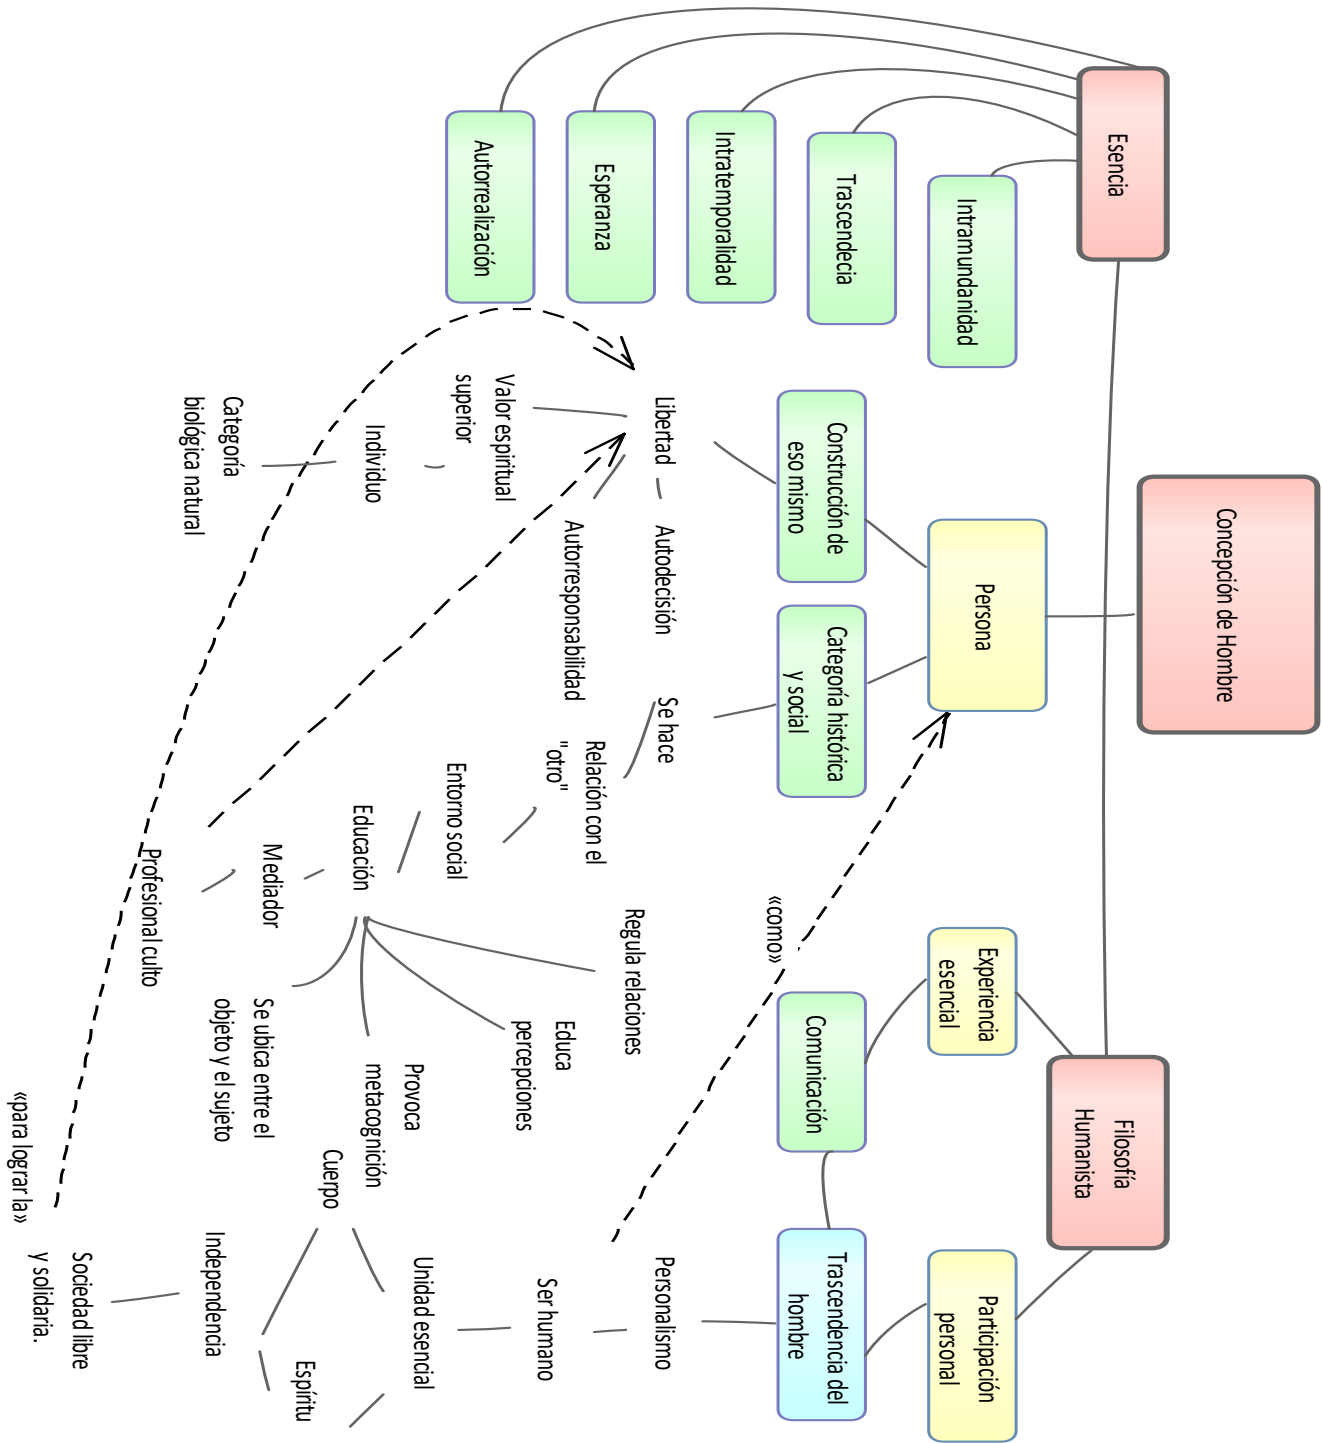 Concepción de Hombre
Esencia
Filosofía
Humanista
Intramundanidad
Persona
Experiencia
esencial
Participación
personal
Trascendecia
Construcción de
eso mismo
Categoría histórica
y social
Comunicación
Trascendencia del
hombre
Intratemporalidad
«como»
Libertad
Autodecisión
Se hace
Regula relaciones
Personalismo
Esperanza
Autorresponsabilidad
Relación con el
"otro"
Educa
percepciones
Ser humano
Autorrealización
Valor espiritual
superior
Entorno social
Provoca
metacognición
Unidad esencial
Individuo
Educación
Cuerpo
Espíritu
Categoría
biológica natural
Mediador
Se ubica entre el
objeto y el sujeto
Independencia
Profesional culto
Sociedad libre
y solidaria.
«para lograr la»